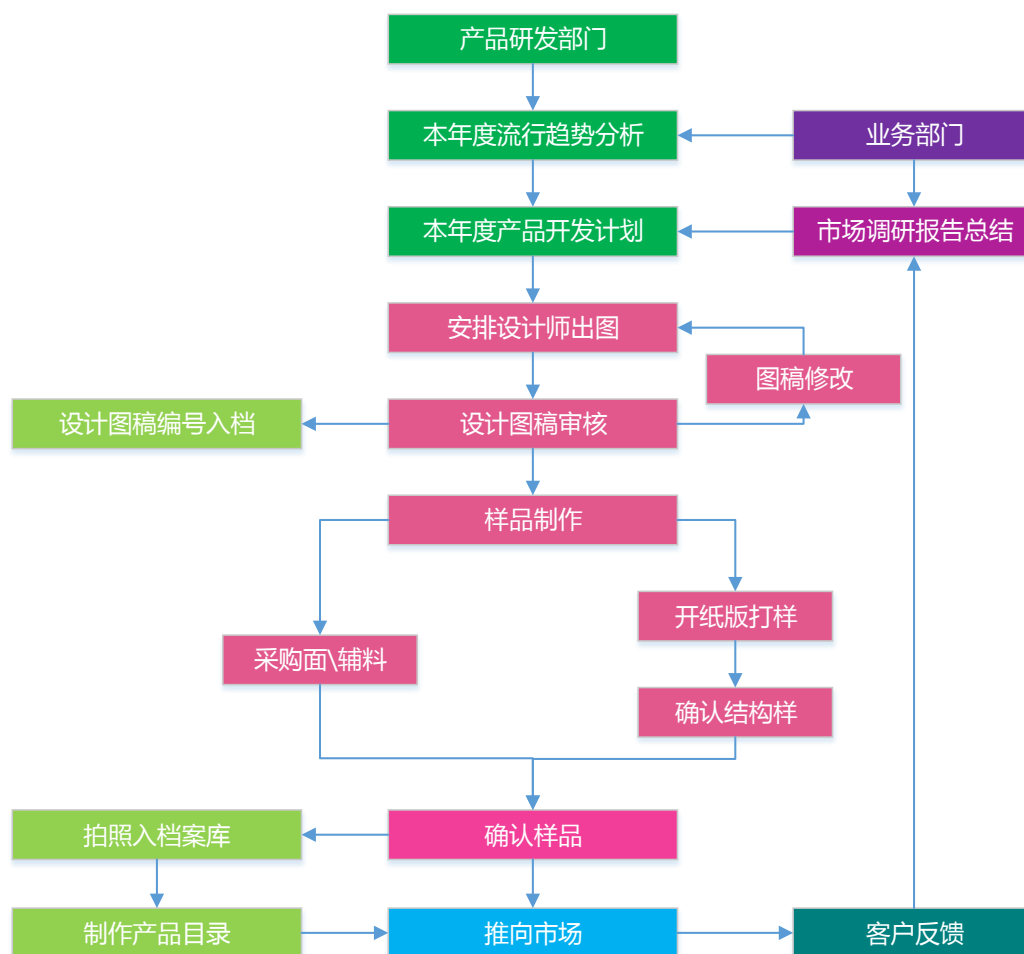 产品研发部门
本年度流行趋势分析
业务部门
本年度产品开发计划
市场调研报告总结
安排设计师出图
图稿修改
设计图稿编号入档
设计图稿审核
样品制作
开纸版打样
采购面\辅料
确认结构样
拍照入档案库
确认样品
制作产品目录
推向市场
客户反馈